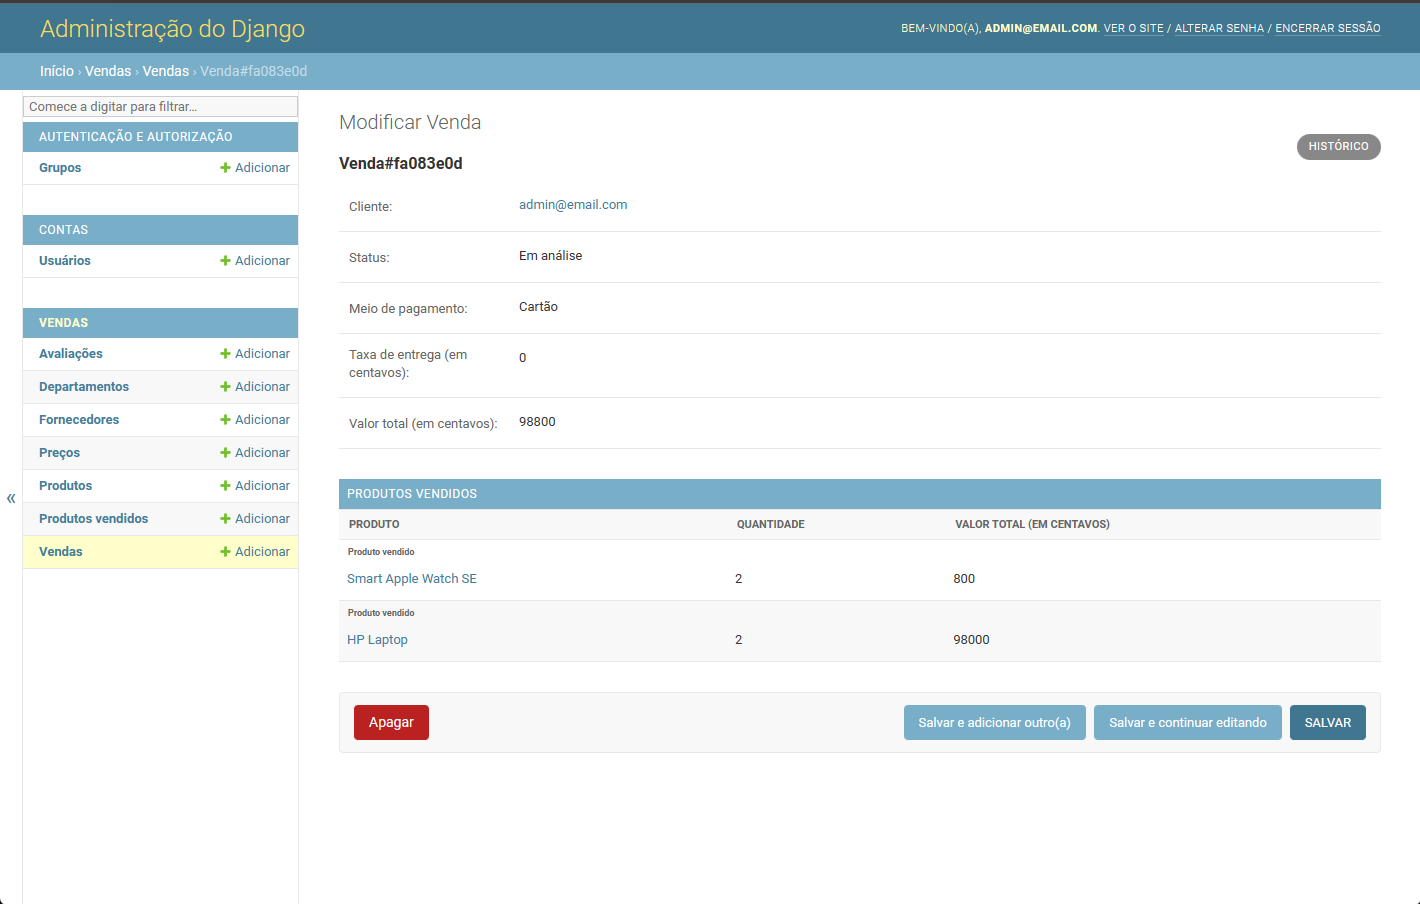 Administração do Django
BEM-VINDO(A), ADMIN@EMAIL.COM. VER O SITE / ALTERAR SENHA / ENCERRAR SESSÃO
Início › Vendas › Vendas › Venda#fa083e0d
Comece a digitar para filtrar…
AUTENTICAÇÃO E AUTORIZAÇÃO
Grupos + Adicionar
CONTAS
Usuários + Adicionar
VENDAS
Avaliações + Adicionar
Departamentos + Adicionar
Fornecedores + Adicionar
Preços + Adicionar
Produtos + Adicionar
Produtos vendidos + Adicionar
Vendas + Adicionar
«
Modificar Venda
HISTÓRICO
Venda#fa083e0d
Cliente: admin@email.com
Status: Em análise
Meio de pagamento: Cartão
Taxa de entrega (em
centavos): 0
Valor total (em centavos): 98800
PRODUTOS VENDIDOS
PRODUTO QUANTIDADE VALOR TOTAL (EM CENTAVOS)
Produto vendido
Smart Apple Watch SE 2 800
Produto vendido
HP Laptop 2 98000
Apagar Salvar e adicionar outro(a) Salvar e continuar editando SALVAR